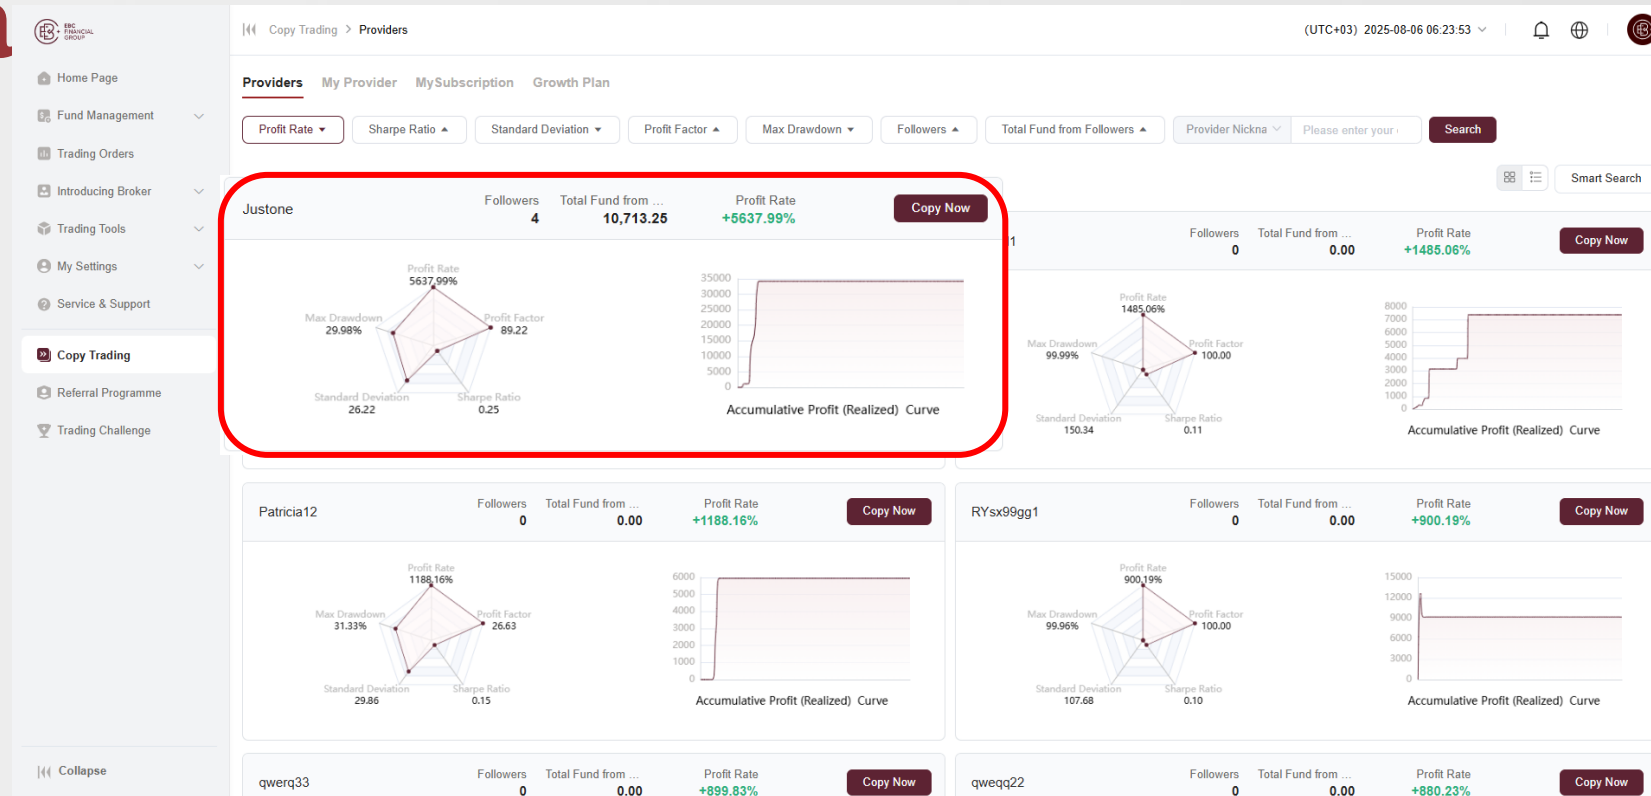 EBC
FINANCIAL
GROUP
Copy Trading > Providers
(UTC+03) 2025-08-06 06:23:53
Home Page
Fund Management
Trading Orders
Introducing Broker
Trading Tools
My Settings
Service & Support
Copy Trading
Referral Programme
Trading Challenge
Collapse
Providers My Provider MySubscription Growth Plan
Profit Rate Sharpe Ratio Standard Deviation Profit Factor Max Drawdown Followers Total Fund from Followers Provider Nickna Please enter your Search
Smart Search
Justone
Followers Total Fund from ... Profit Rate
4 10,713.25 +5637.99%
Copy Now
Profit Rate
5637.99%
Max Drawdown
29.98%
Profit Factor
89.22
Standard Deviation
26.22
Sharpe Ratio
0.25
35000
30000
25000
20000
15000
10000
5000
0
Accumulative Profit (Realized) Curve
1
Followers Total Fund from ... Profit Rate
0 0.00 +1485.06%
Copy Now
Profit Rate
1485.06%
Max Drawdown
99.99%
Profit Factor
100.00
Standard Deviation
150.34
Sharpe Ratio
0.11
8000
7000
6000
5000
4000
3000
2000
1000
0
Accumulative Profit (Realized) Curve
Patricia12
Followers Total Fund from ... Profit Rate
0 0.00 +1188.16%
Copy Now
Profit Rate
1188.16%
Max Drawdown
31.33%
Profit Factor
26.63
Standard Deviation
29.86
Sharpe Ratio
0.15
6000
5000
4000
3000
2000
1000
0
Accumulative Profit (Realized) Curve
RYsx99gg1
Followers Total Fund from ... Profit Rate
0 0.00 +900.19%
Copy Now
Profit Rate
900.19%
Max Drawdown
99.96%
Profit Factor
100.00
Standard Deviation
107.68
Sharpe Ratio
0.10
15000
12000
9000
6000
3000
0
Accumulative Profit (Realized) Curve
qwerq33
Followers Total Fund from ... Profit Rate
0 0.00 +899.83%
Copy Now
qweqq22
Followers Total Fund from ... Profit Rate
0 0.00 +880.23%
Copy Now